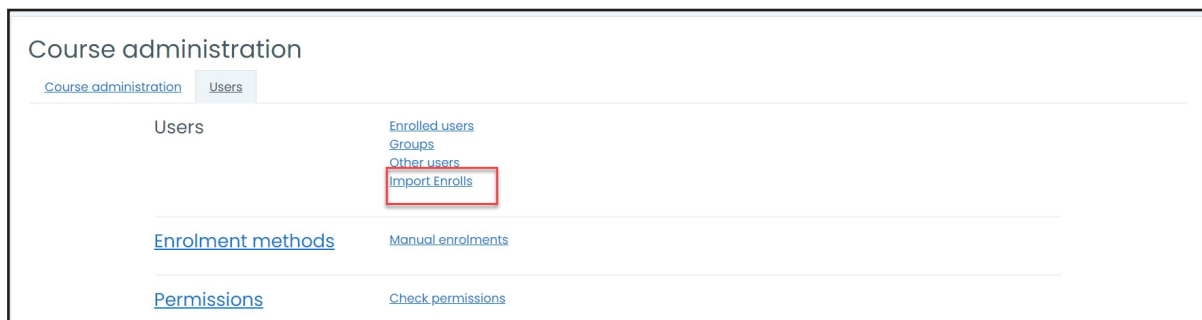 Course administration
Course administration Users
Users Enrolled users
Groups
Other users
Import Enrolls
Enrolment methods Manual enrolments
Permissions Check permissions